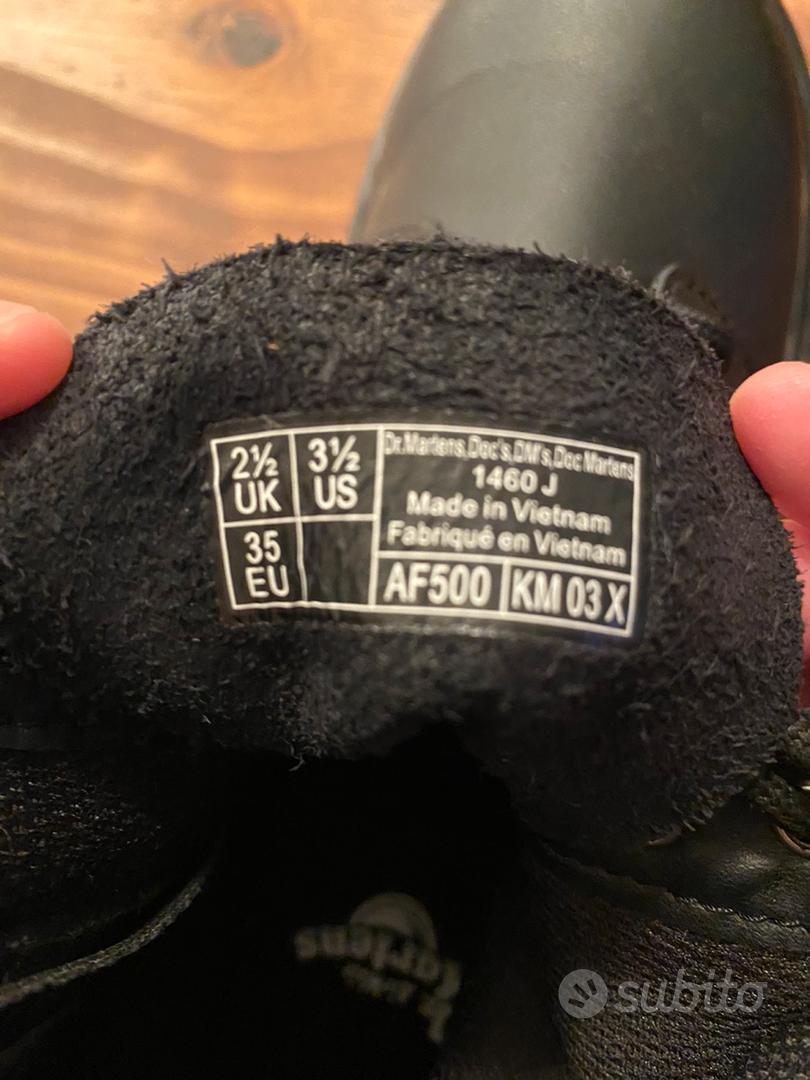 2½ UK
3½ US
35 EU
Dr.Martens,Doc's,DM's,Doc Martens
1460 J
Made in Vietnam
Fabriqué en Vietnam
AF500
KM 03 X
Martens
subito